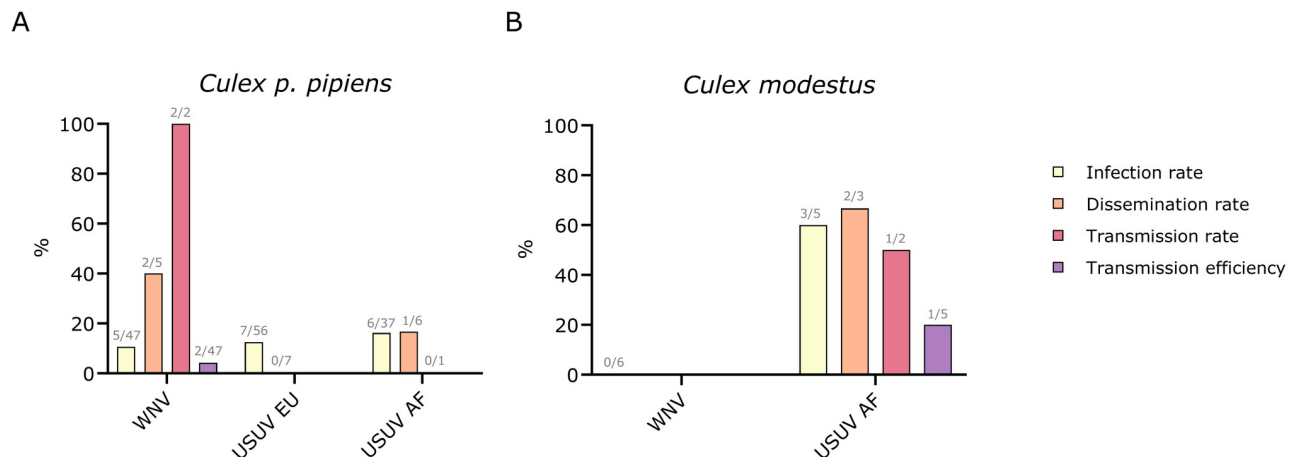 A
B
Culex p. pipiens
Culex modestus
%
100
80
60
40
20
0
5/47
2/5
2/2
2/47
7/56
0/7
6/37
1/6
0/1
WNV
USUV EU
USUV AF
%
100
80
60
40
20
0
0/6
3/5
2/3
1/2
1/5
WNV
USUV AF
Infection rate
Dissemination rate
Transmission rate
Transmission efficiency